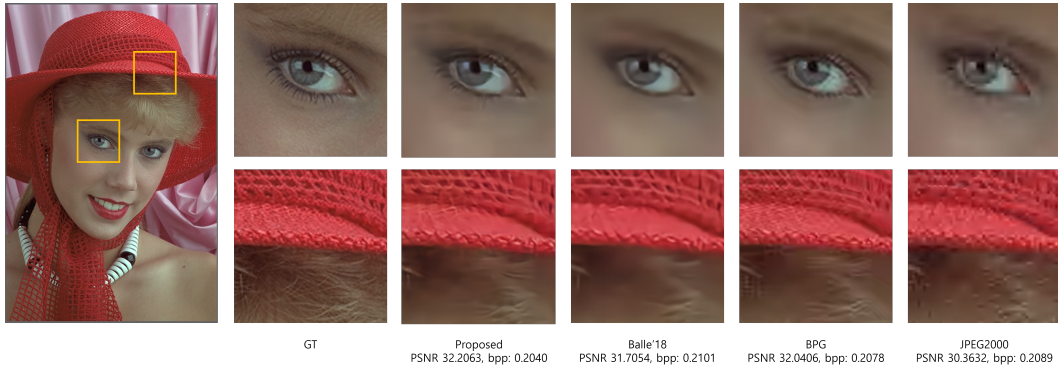 GT
Proposed
PSNR 32.2063, bpp: 0.2040
Balle'18
PSNR 31.7054, bpp: 0.2101
BPG
PSNR 32.0406, bpp: 0.2078
JPEG2000
PSNR 30.3632, bpp: 0.2089